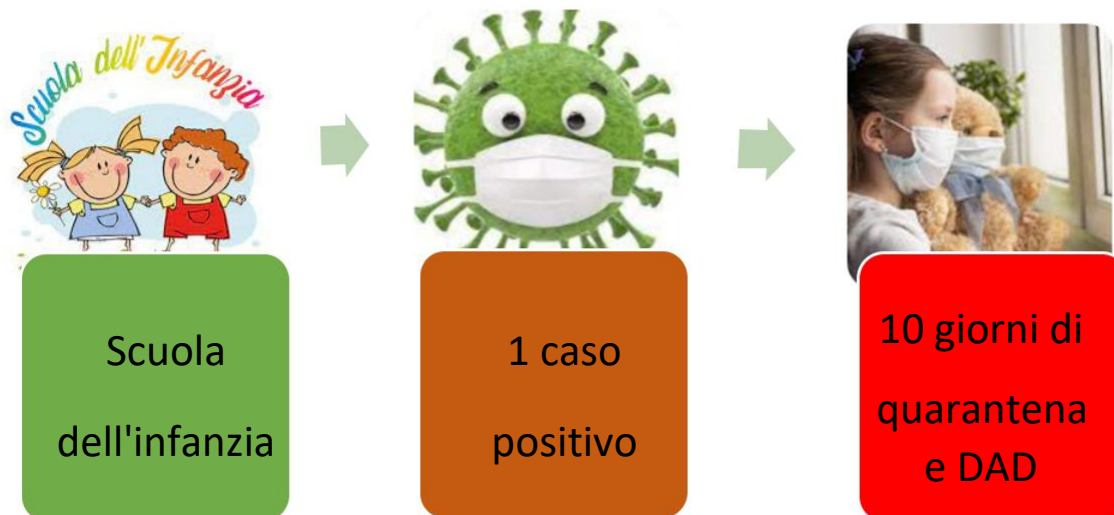 Scuola dell'Infanzia
Scuola
dell'infanzia
1 caso
positivo
10 giorni di
quarantena
e DAD